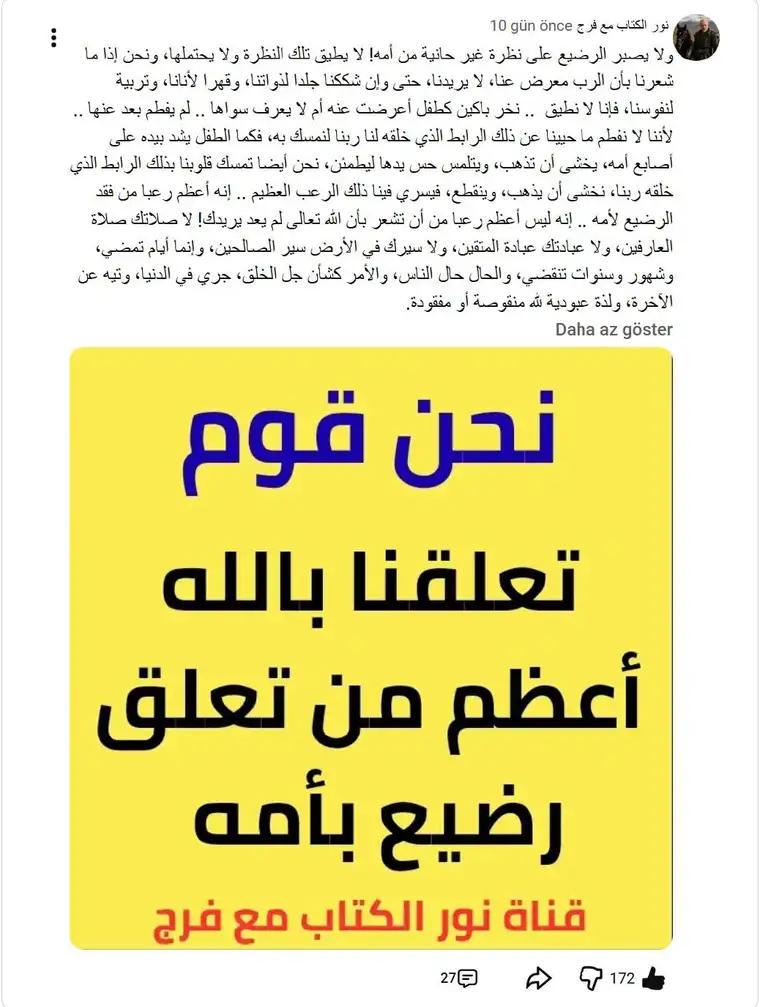 نور الكتاب مع فرج 10 gün önce
ولا يصبر الرضيع على نظرة غير حانية من أمه! لا يطيق تلك النظرة ولا يحتملها، ونحن إذا ما
شعرنا بأن الرب معرض عنا، لا يريدنا، حتى وإن شككنا جلدا لذواتنا، وقهرا لأنانا، وتربية
لنفوسنا، فإنا لا نطيق .. نخر باكين كطفل أعرضت عنه أم لا يعرف سواها .. لم يفطم بعد عنها ..
لأننا لا نفطم ما حيينا عن ذلك الرابط الذي خلقه لنا ربنا لنمسك به، فكما الطفل يشد بيده على
أصابع أمه، يخشى أن تذهب، ويتلمس حس يدها ليطمئن، نحن أيضا تمسك قلوبنا بذلك الرابط الذي
خلقه ربنا، نخشى أن يذهب، وينقطع، فيسري فينا ذلك الرعب العظيم .. إنه أعظم رعبا من فقد
الرضيع لأمه .. إنه ليس أعظم رعبا من أن تشعر بأن الله تعالى لم يعد يريدك! لا صلاتك صلاة
العارفين، ولا عبادتك عبادة المتقين، ولا سيرك في الأرض سير الصالحين، وإنما أيام تمضي،
وشهور وسنوات تنقضي، والحال حال الناس، والأمر كشأن جل الخلق، جري في الدنيا، وتيه عن
الآخرة، ولذة عبودية لله منقوصة أو مفقودة.
Daha az göster
نحن قوم
تعلقنا بالله
أعظم من تعلق
رضيع بأمه
قناة نور الكتاب مع فرج
172
27